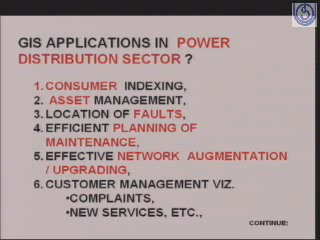 GIS APPLICATIONS IN POWER
DISTRIBUTION SECTOR ?
1. CONSUMER INDEXING,
2. ASSET MANAGEMENT,
3. LOCATION OF FAULTS,
4. EFFICIENT PLANNING OF
MAINTENANCE,
5. EFFECTIVE NETWORK AUGMENTATION
/ UPGRADING,
6. CUSTOMER MANAGEMENT VIZ.
•COMPLAINTS,
•NEW SERVICES, ETC.,
CONTINUE: